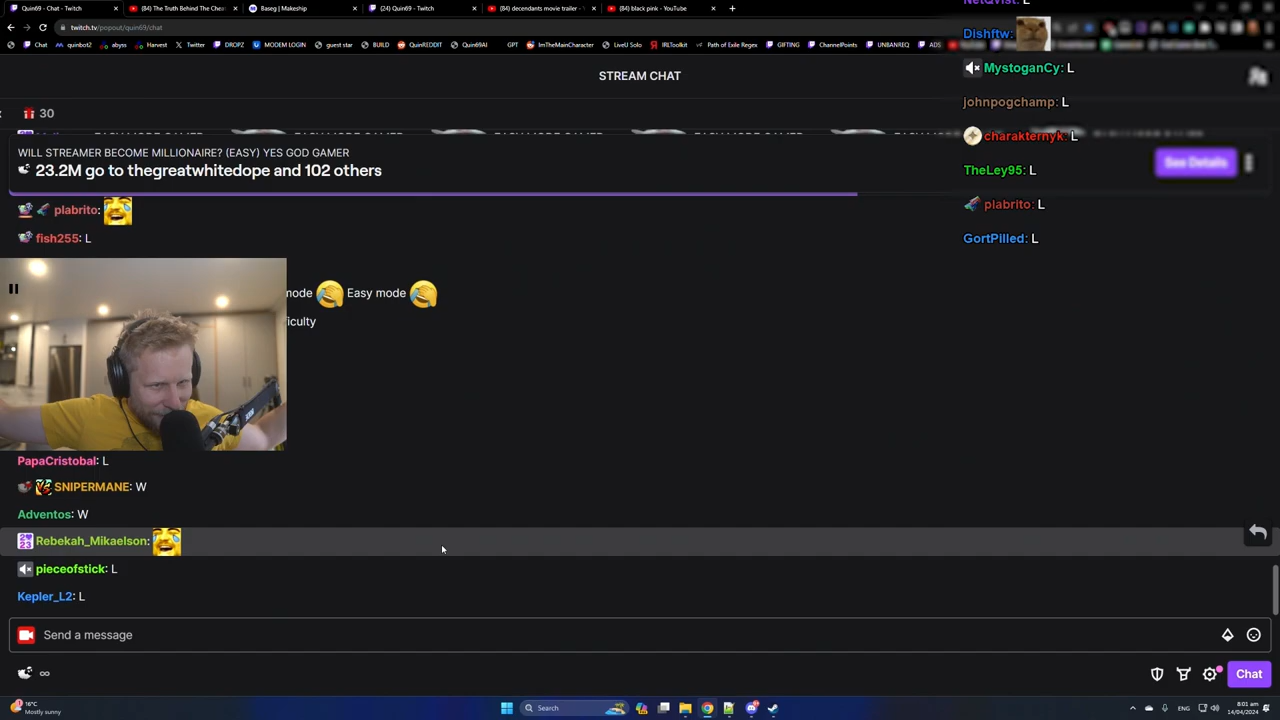 Quin69 - Chat - Twitch
(84) The Truth Behind The Chea
Baseg | Makeship
(24) Quin69 - Twitch
(84) decendants movie trailer -
(84) black pink - YouTube
twitch.tv/popout/quin69/chat
Chat
quinbot2
abyss
Harvest
Twitter
DROPZ
MODEM LOGIN
guest star
BUILD
QuinREDDIT
Quin69AI
GPT
ImTheMainCharacter
LiveU Solo
IRLToolkit
Path of Exile Regex
GIFTING
ChannelPoints
UNBANREQ
ADS
STREAM CHAT
30
WILL STREAMER BECOME MILLIONAIRE? (EASY) YES GOD GAMER
23.2M go to thegreatwhitedope and 102 others
See Details
plabrito:
fish255: L
mode Easy mode
ficulty
PapaCristobal: L
SNIPERMANE: W
Adventos: W
Rebekah_Mikaelson:
pieceofstick: L
Kepler_L2: L
Send a message
∞
Chat
NetQvist: L
Dishftw:
MystoganCy: L
johnpogchamp: L
charakternyk: L
TheLey95: L
plabrito: L
GortPilled: L
16°C
Mostly sunny
Search
ENG
8:01 am
14/04/2024